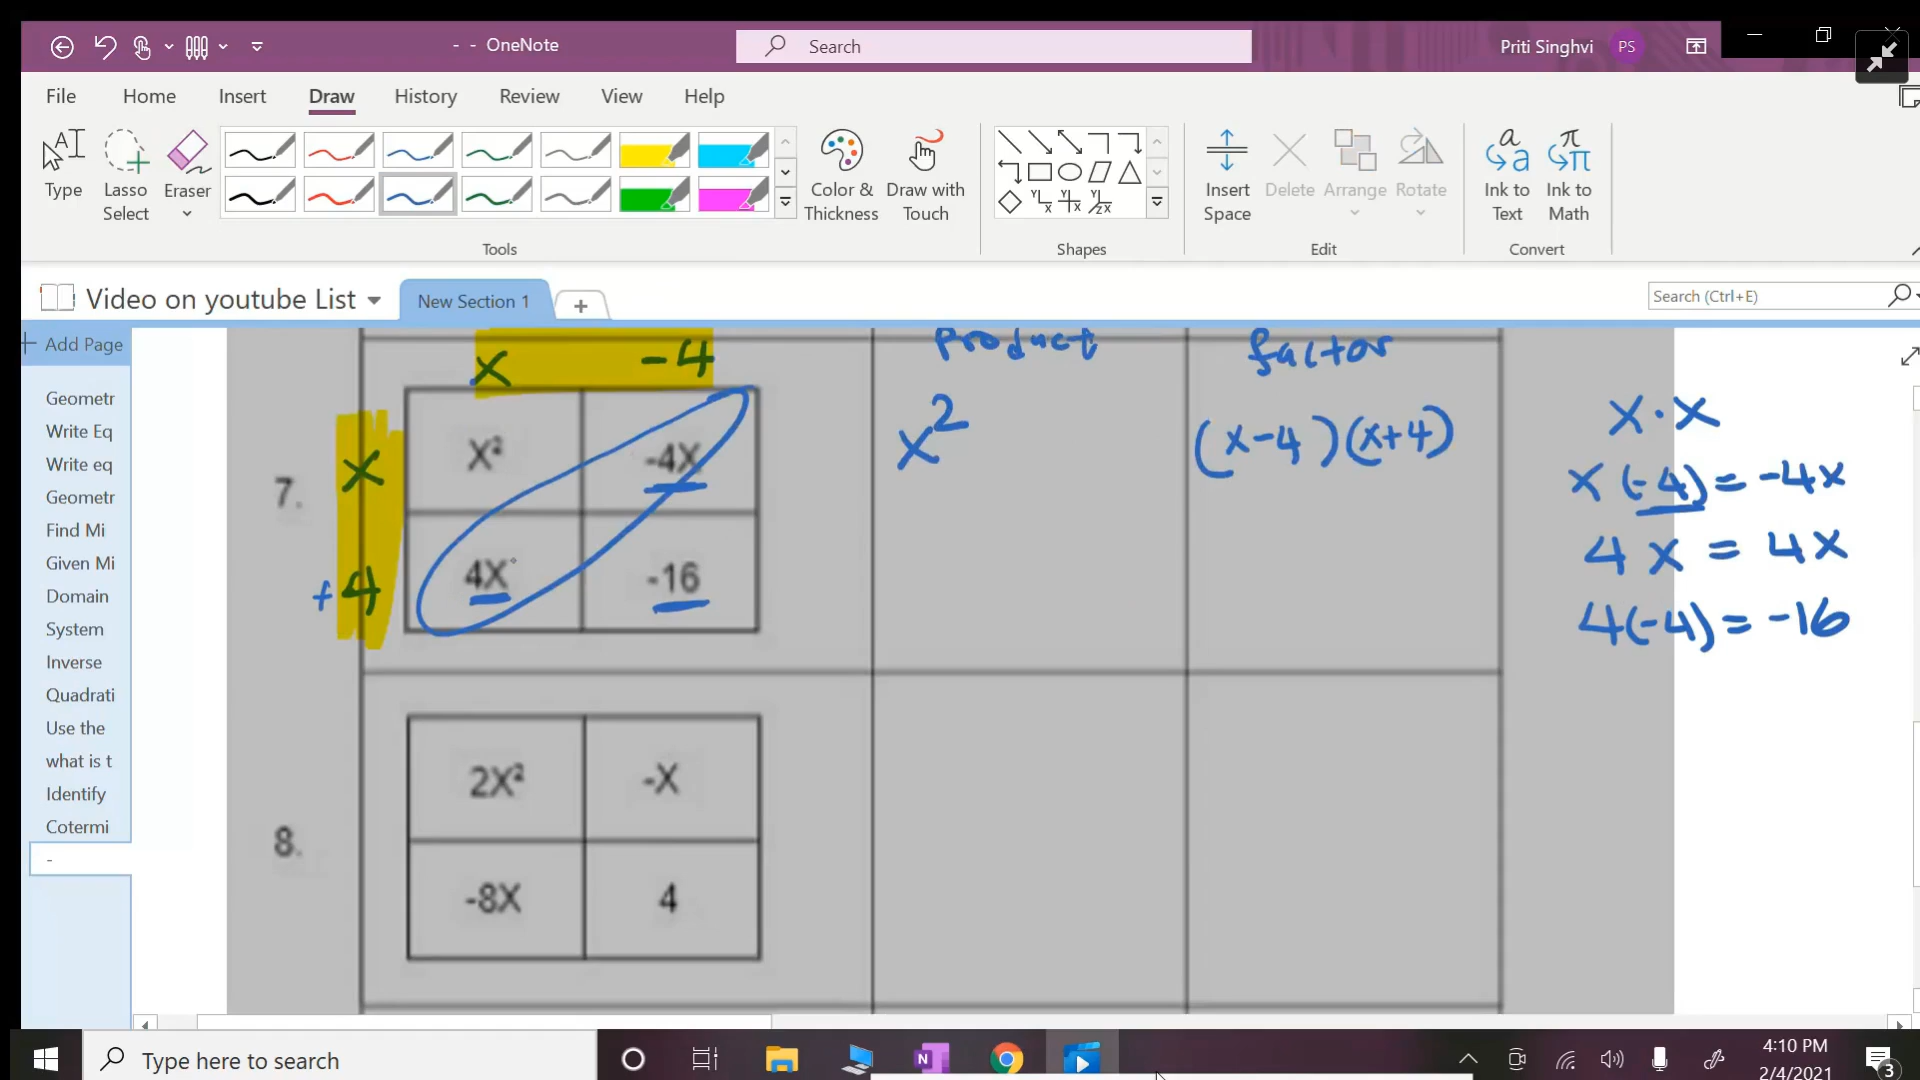 - - OneNote
Search
Priti Singhvi PS
File Home Insert Draw History Review View Help
Type
Lasso Select
Eraser
Color & Thickness
Draw with Touch
Insert Space
Delete
Arrange
Rotate
Ink to Text
Ink to Math
Tools Shapes Edit Convert
Video on youtube List
New Section 1
+
Search (Ctrl+E)
+ Add Page
Geometr
Write Eq
Write eq
Geometr
Find Mi
Given Mi
Domain
System
Inverse
Quadrati
Use the
what is t
Identify
Cotermi
-
x -4
product
factor
7.
x
+4
X² -4X
4X -16
x²
(x-4)(x+4)
x·x
x(-4)=-4x
4x = 4x
4(-4)=-16
8.
2X² -X
-8X 4
Type here to search
4:10 PM
2/4/2021
3